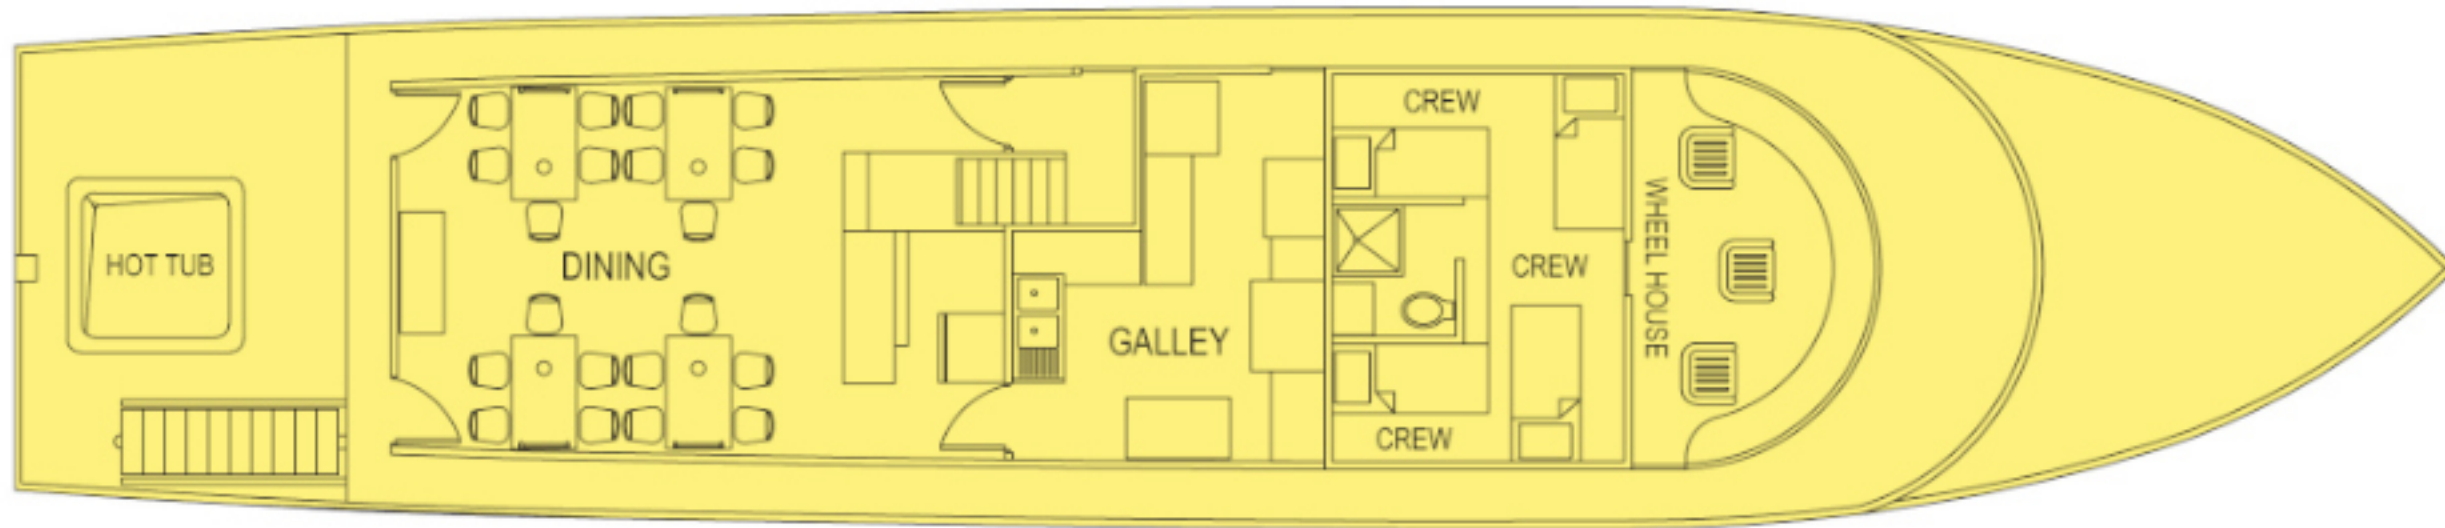 HOT TUB
DINING
GALLEY
CREW
CREW
CREW
WHEEL HOUSE